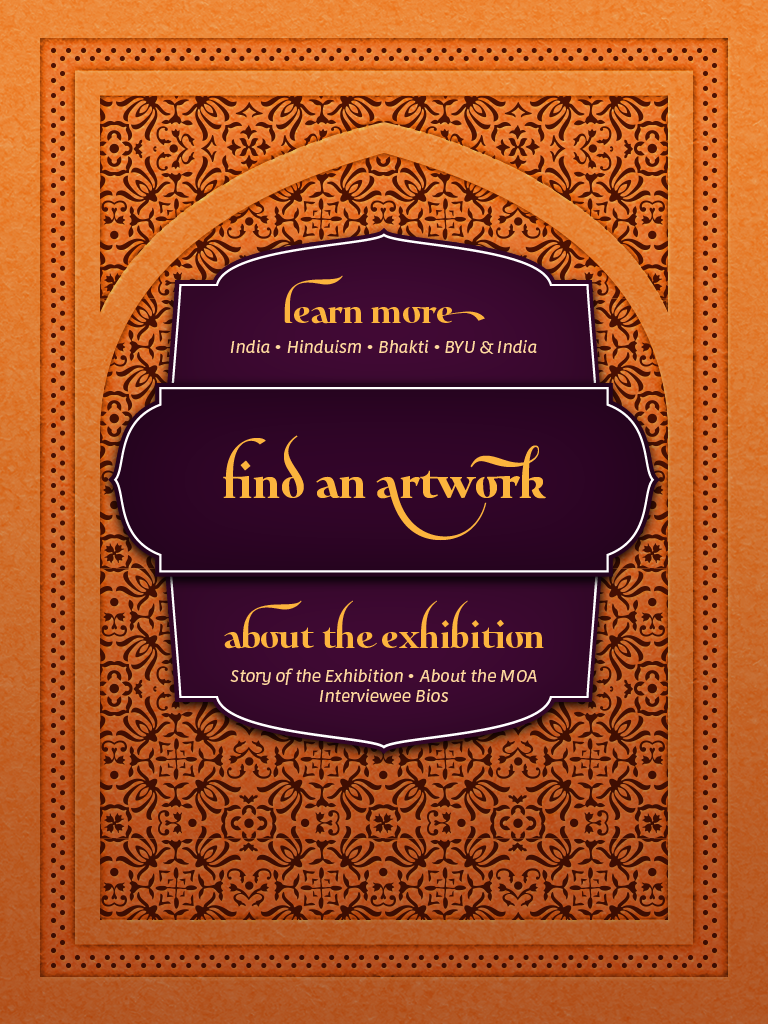 learn more
India • Hinduism • Bhakti • BYU & India
find an artwork
about the exhibition
Story of the Exhibition • About the MOA
Interviewee Bios